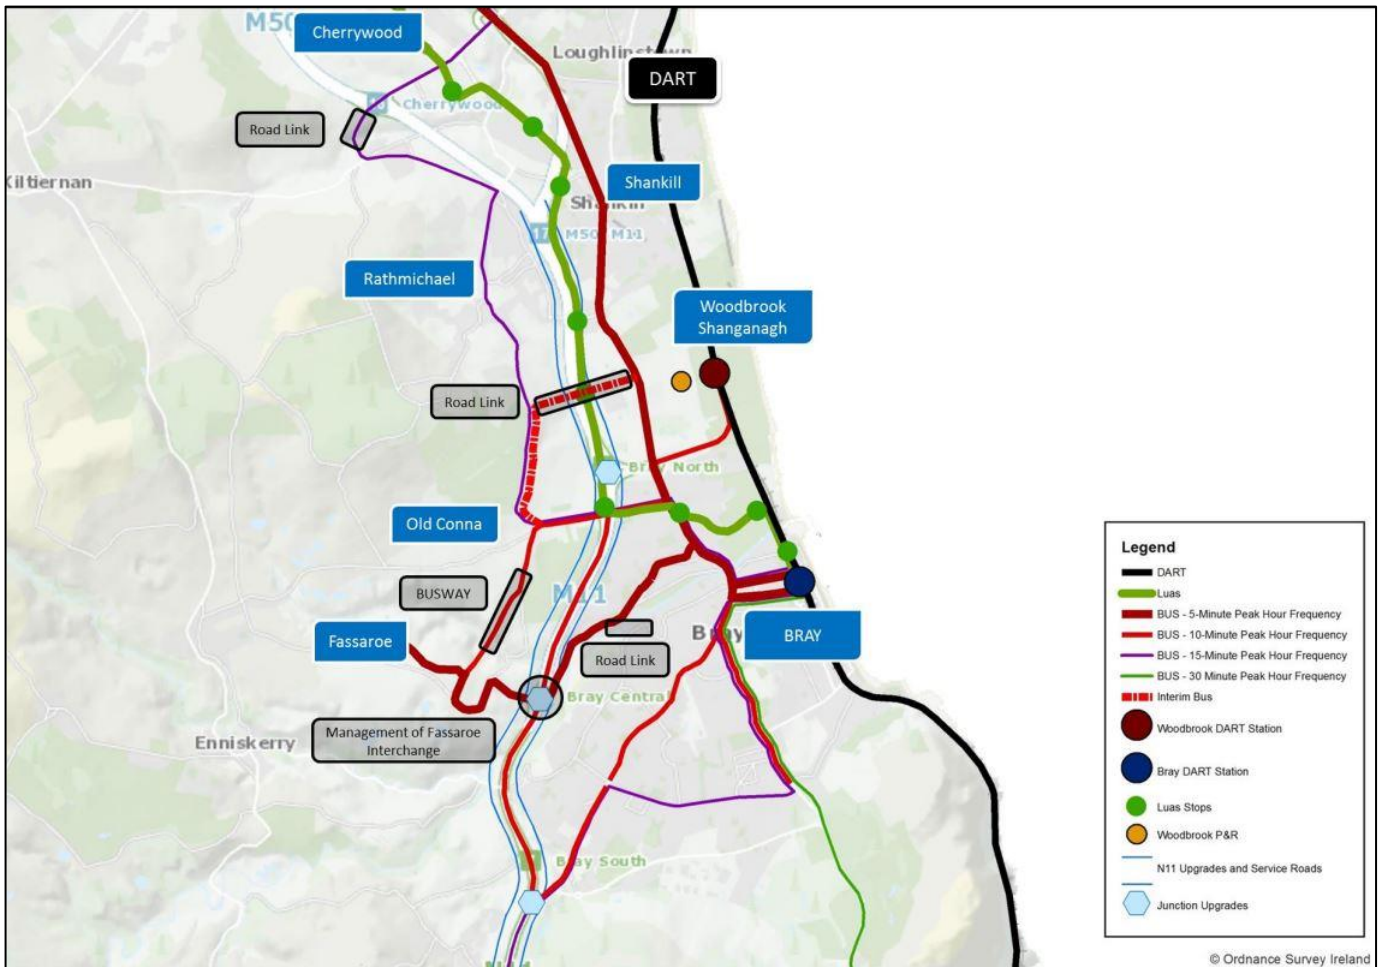 M50
Cherrywood
Loughlinstown
DART
Cherrywood
Road Link
Kiltiernan
Shankill
Shankill
17
M50 M11
Rathmichael
Woodbrook
Shanganagh
Road Link
Bray North
Old Conna
BUSWAY
M11
Fassaroe
Bray
BRAY
Road Link
Bray Central
Management of Fassaroe
Interchange
Enniskerry
Bray South
Legend
DART
Luas
BUS - 5-Minute Peak Hour Frequency
BUS - 10-Minute Peak Hour Frequency
BUS - 15-Minute Peak Hour Frequency
BUS - 30 Minute Peak Hour Frequency
Interim Bus
Woodbrook DART Station
Bray DART Station
Luas Stops
Woodbrook P&R
N11 Upgrades and Service Roads
Junction Upgrades
© Ordnance Survey Ireland